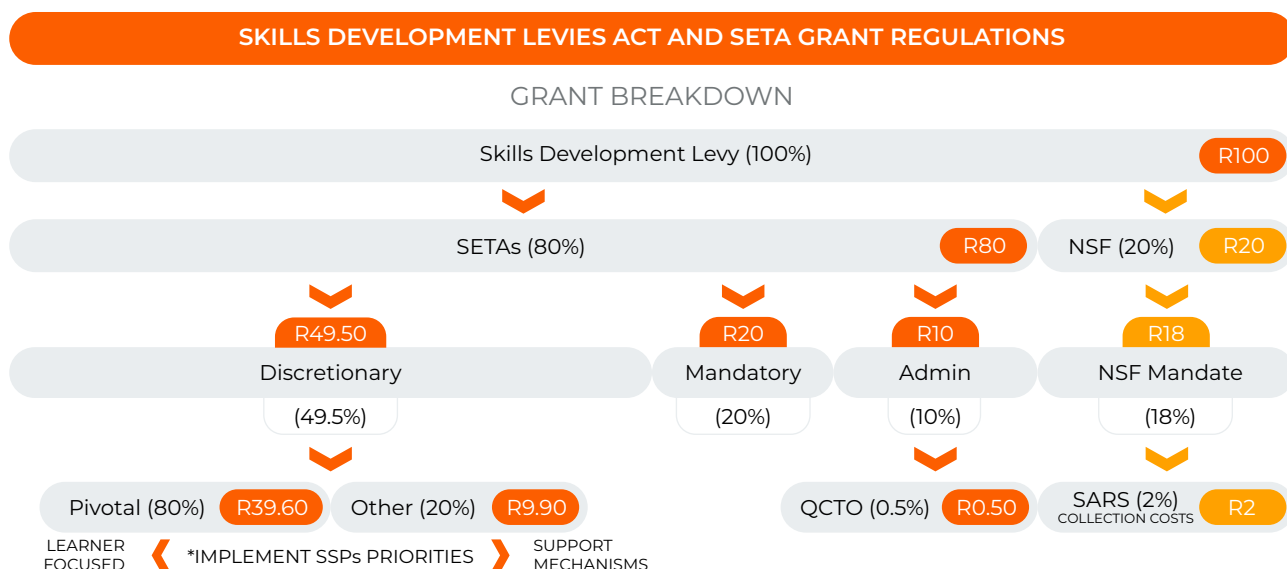 SKILLS DEVELOPMENT LEVIES ACT AND SETA GRANT REGULATIONS
GRANT BREAKDOWN
Skills Development Levy (100%) R100
SETAs (80%) R80 NSF (20%) R20
R49.50 R20 R10 R18
Discretionary Mandatory Admin NSF Mandate
(49.5%) (20%) (10%) (18%)
Pivotal (80%) R39.60 Other (20%) R9.90 QCTO (0.5%) R0.50 SARS (2%) R2
COLLECTION COSTS
LEARNER
FOCUSED
*IMPLEMENT SSPs PRIORITIES
SUPPORT
MECHANISMS